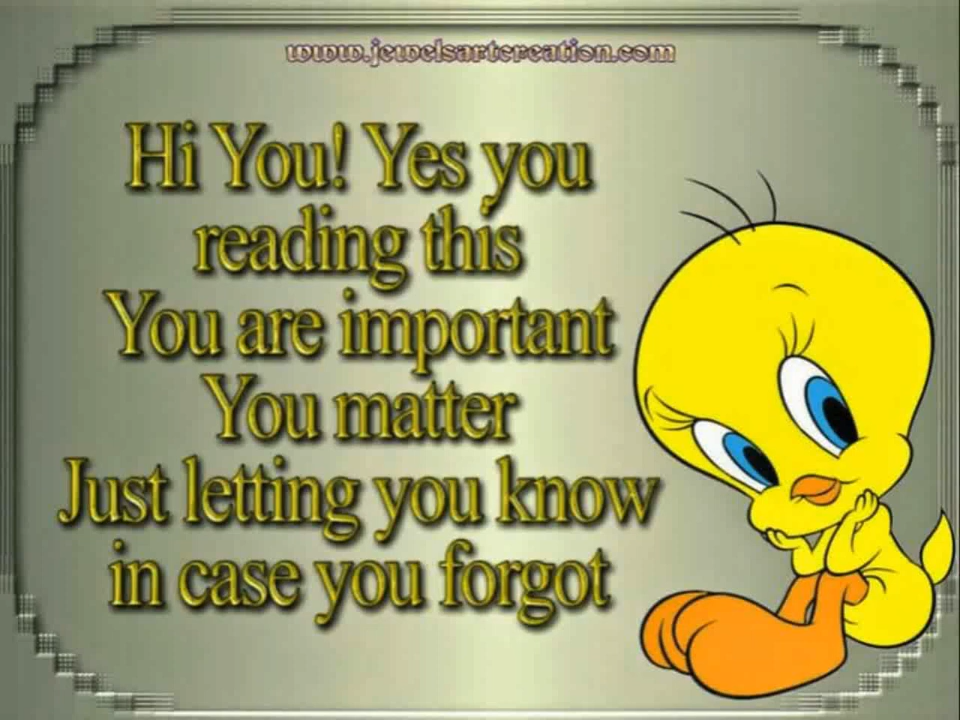 www.jewelsartcreation.com
Hi You! Yes you
reading this
You are important
You matter
Just letting you know
in case you forgot